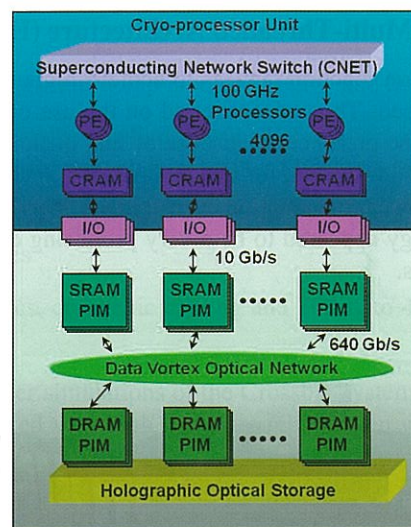 Cryo-processor Unit
Superconducting Network Switch (CNET)
100 GHz
Processors
PE PE PE
4096
CRAM CRAM CRAM
I/O I/O I/O
10 Gb/s
SRAM PIM
SRAM PIM
SRAM PIM
640 Gb/s
Data Vortex Optical Network
DRAM PIM
DRAM PIM
DRAM PIM
Holographic Optical Storage